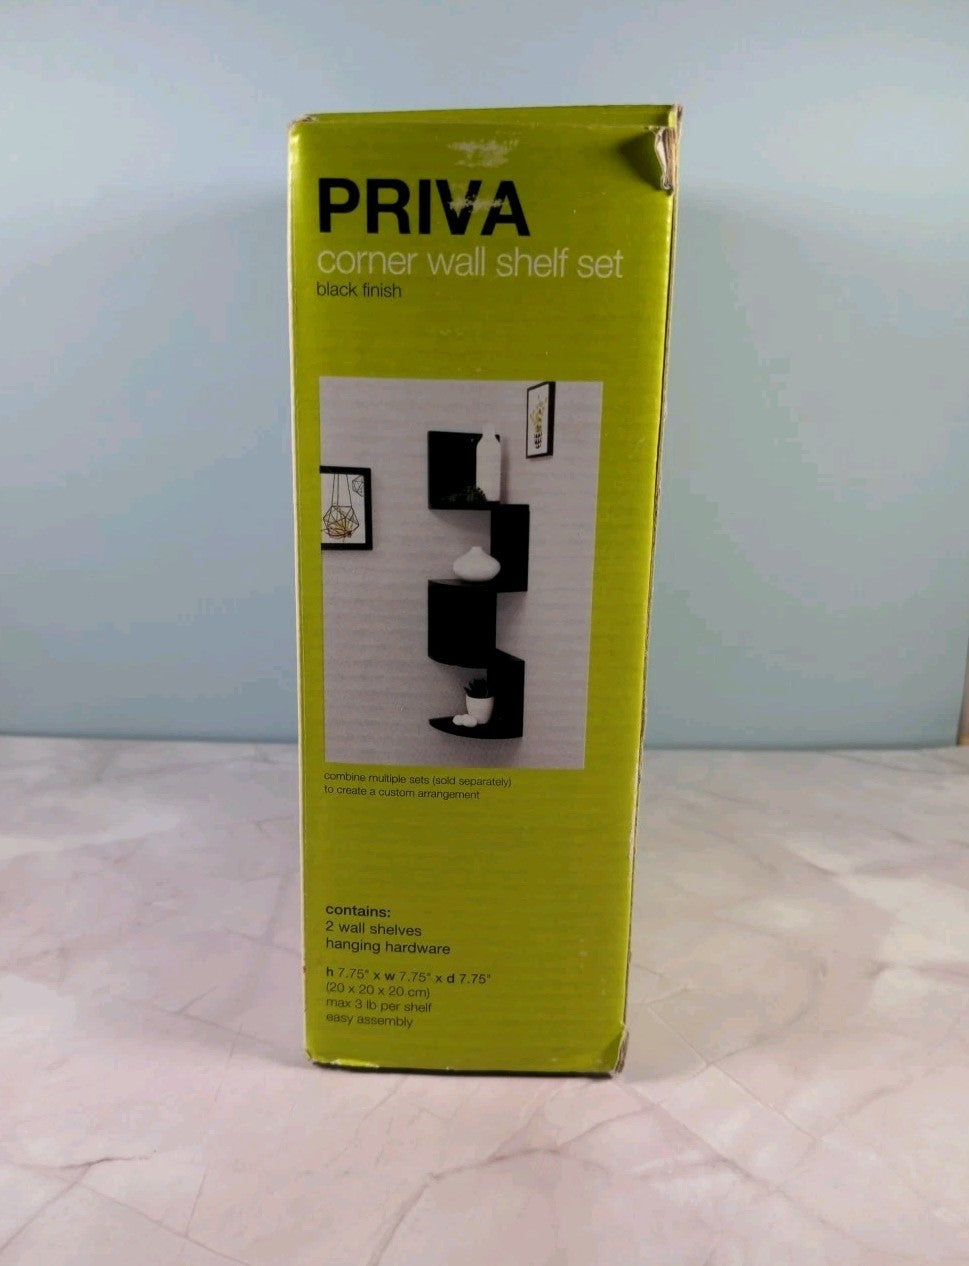 PRIVA
corner wall shelf set
black finish
combine multiple sets (sold separately)
to create a custom arrangement
contains:
2 wall shelves
hanging hardware
h 7.75" x w 7.75" x d 7.75"
(20 x 20 x 20 cm)
max 3 lb per shelf
easy assembly